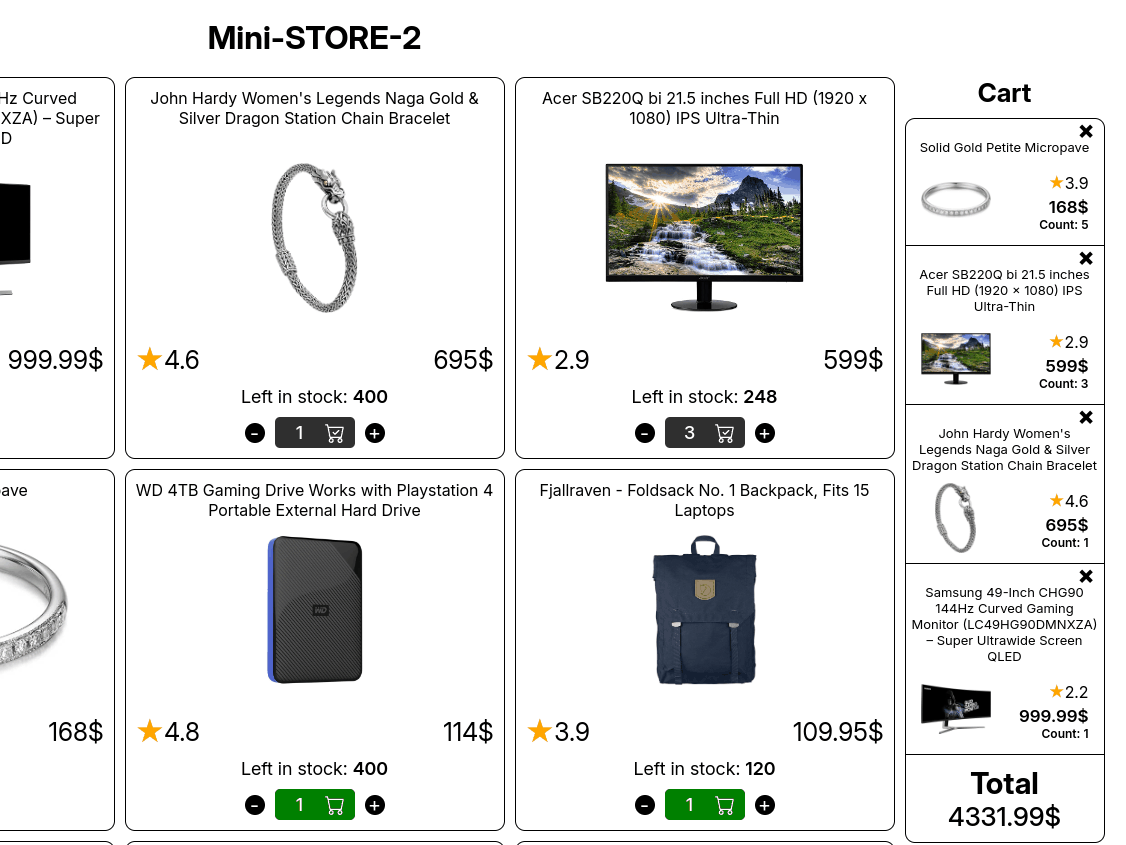 Mini-STORE-2
Hz Curved
XZA) – Super
D
999.99$
John Hardy Women's Legends Naga Gold &
Silver Dragon Station Chain Bracelet
★4.6
695$
Left in stock: 400
-
1
+
Acer SB220Q bi 21.5 inches Full HD (1920 x
1080) IPS Ultra-Thin
★2.9
599$
Left in stock: 248
-
3
+
ave
168$
WD 4TB Gaming Drive Works with Playstation 4
Portable External Hard Drive
WD
★4.8
114$
Left in stock: 400
-
1
+
Fjallraven - Foldsack No. 1 Backpack, Fits 15
Laptops
★3.9
109.95$
Left in stock: 120
-
1
+
Cart
Solid Gold Petite Micropave
★3.9
168$
Count: 5
Acer SB220Q bi 21.5 inches
Full HD (1920 x 1080) IPS
Ultra-Thin
★2.9
599$
Count: 3
John Hardy Women's
Legends Naga Gold & Silver
Dragon Station Chain Bracelet
★4.6
695$
Count: 1
Samsung 49-Inch CHG90
144Hz Curved Gaming
Monitor (LC49HG90DMNXZA)
– Super Ultrawide Screen
QLED
★2.2
999.99$
Count: 1
Total
4331.99$